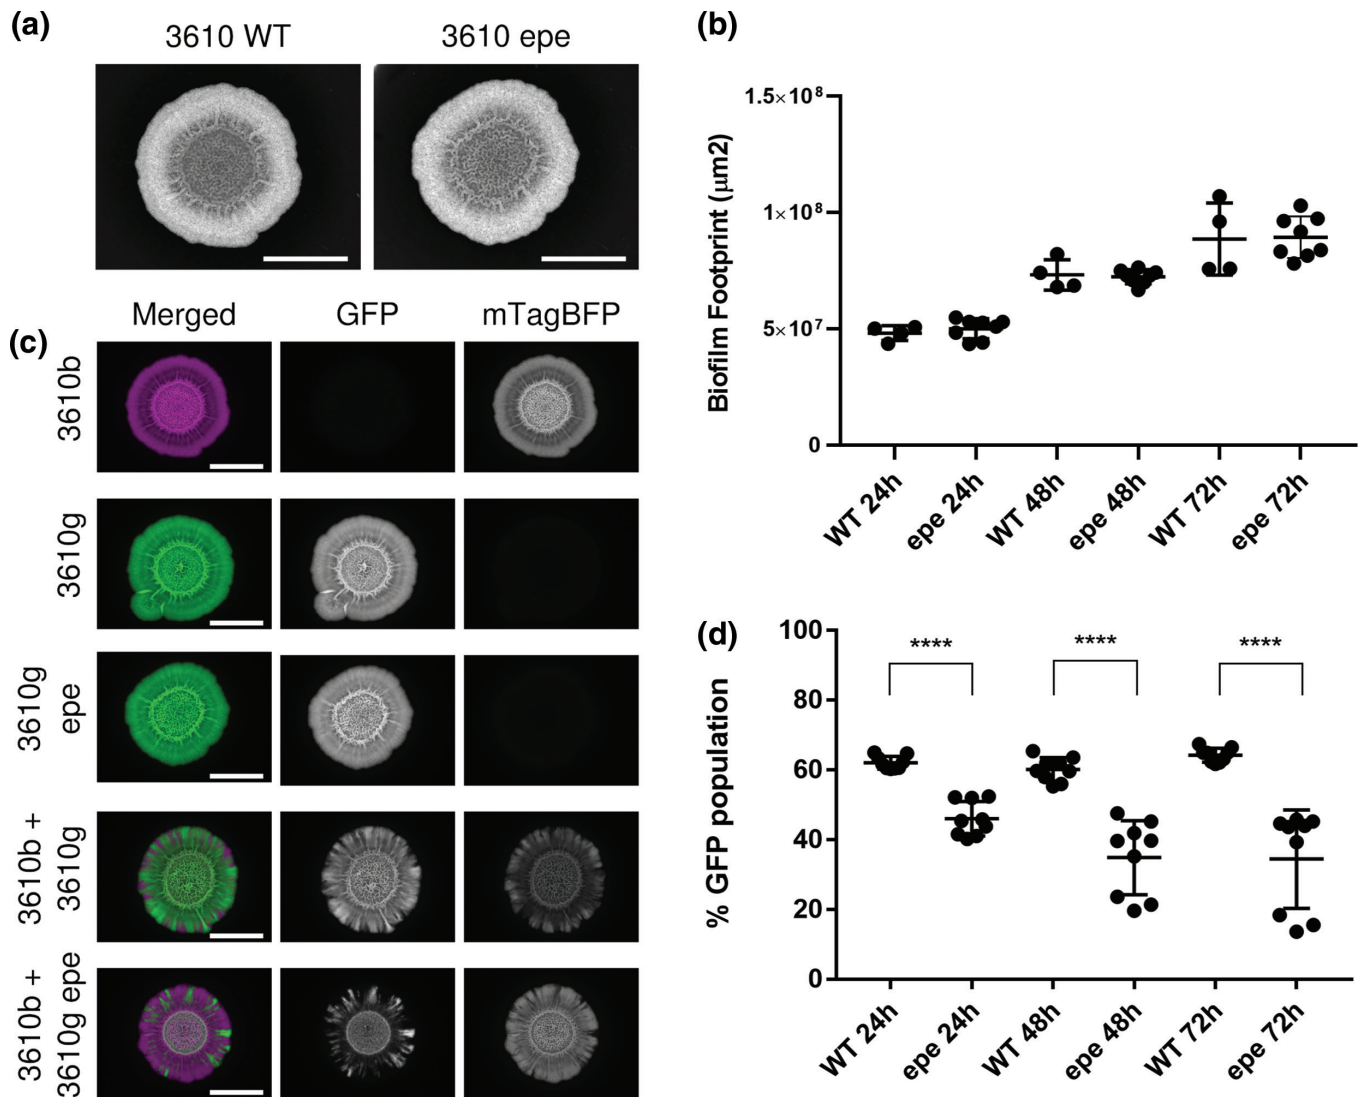 (a)
3610 WT
3610 epe
(b)
1.5×10⁸
1×10⁸
5×10⁷
0
Biofilm Footprint (μm2)
WT 24h
epe 24h
WT 48h
epe 48h
WT 72h
epe 72h
(c)
Merged
GFP
mTagBFP
3610b
3610g
3610g
epe
3610b +
3610g
3610b +
3610g epe
(d)
100
80
60
40
20
0
% GFP population
****
****
****
WT 24h
epe 24h
WT 48h
epe 48h
WT 72h
epe 72h